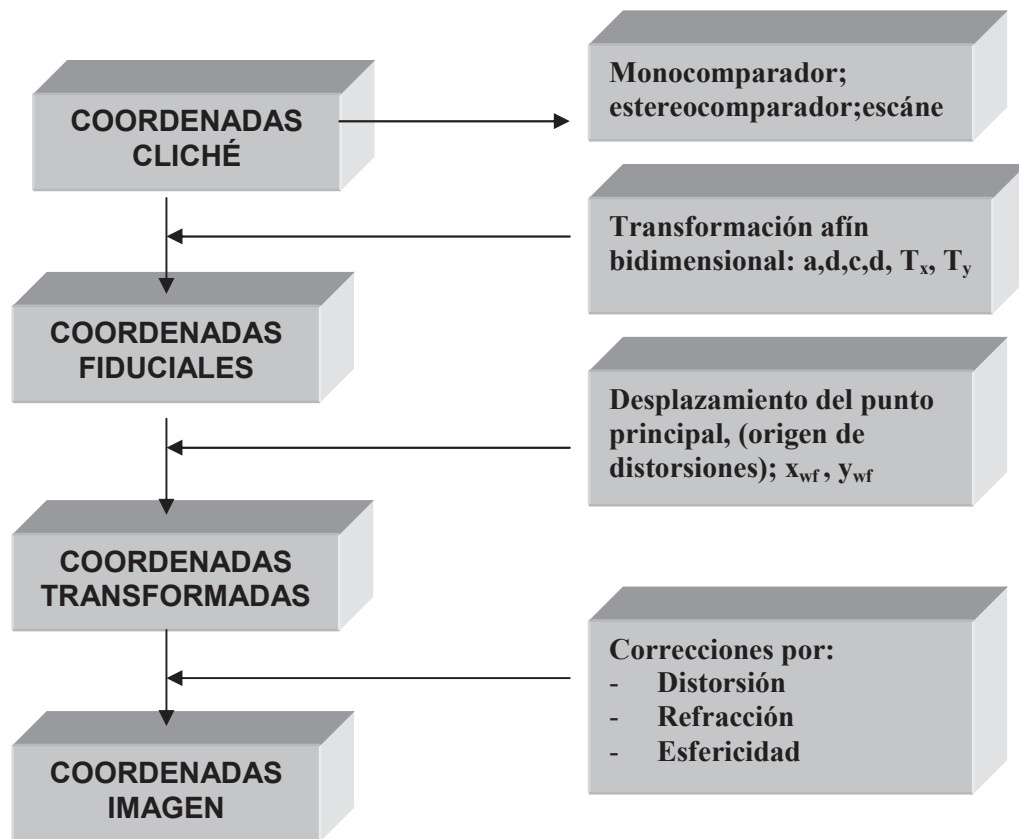 COORDENADAS
CLICHÉ
Monocomparador;
estereocomparador;escáne
Transformación afín
bidimensional: a,d,c,d, Tx, Ty
COORDENADAS
FIDUCIALES
Desplazamiento del punto
principal, (origen de
distorsiones); xwf , ywf
COORDENADAS
TRANSFORMADAS
Correcciones por:
- Distorsión
- Refracción
- Esfericidad
COORDENADAS
IMAGEN